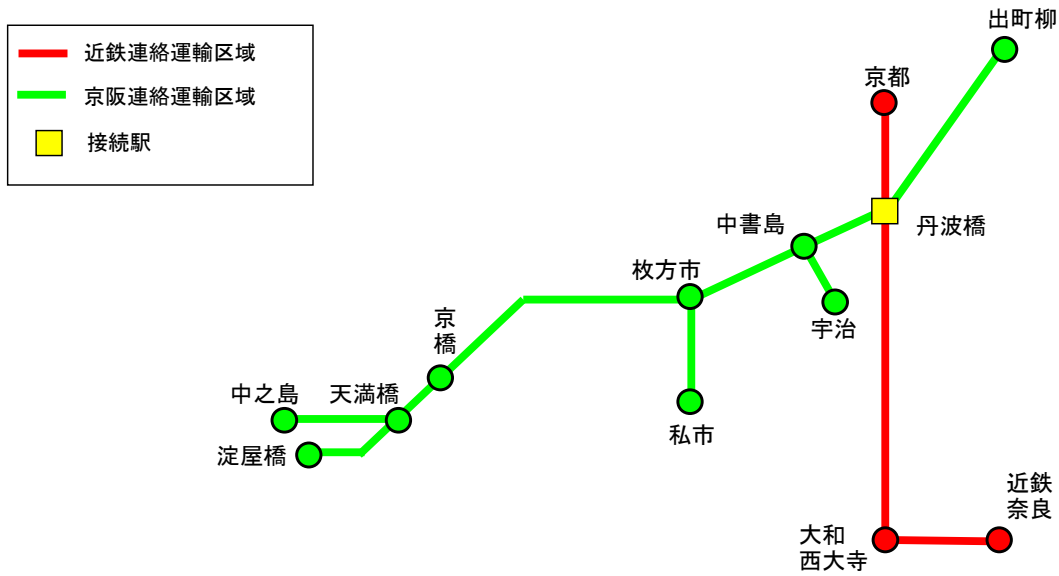 近鉄連絡運輸区域
京阪連絡運輸区域
接続駅
出町柳
京都
丹波橋
中書島
宇治
枚方市
私市
京
橋
天満橋
中之島
淀屋橋
大和
西大寺
近鉄
奈良